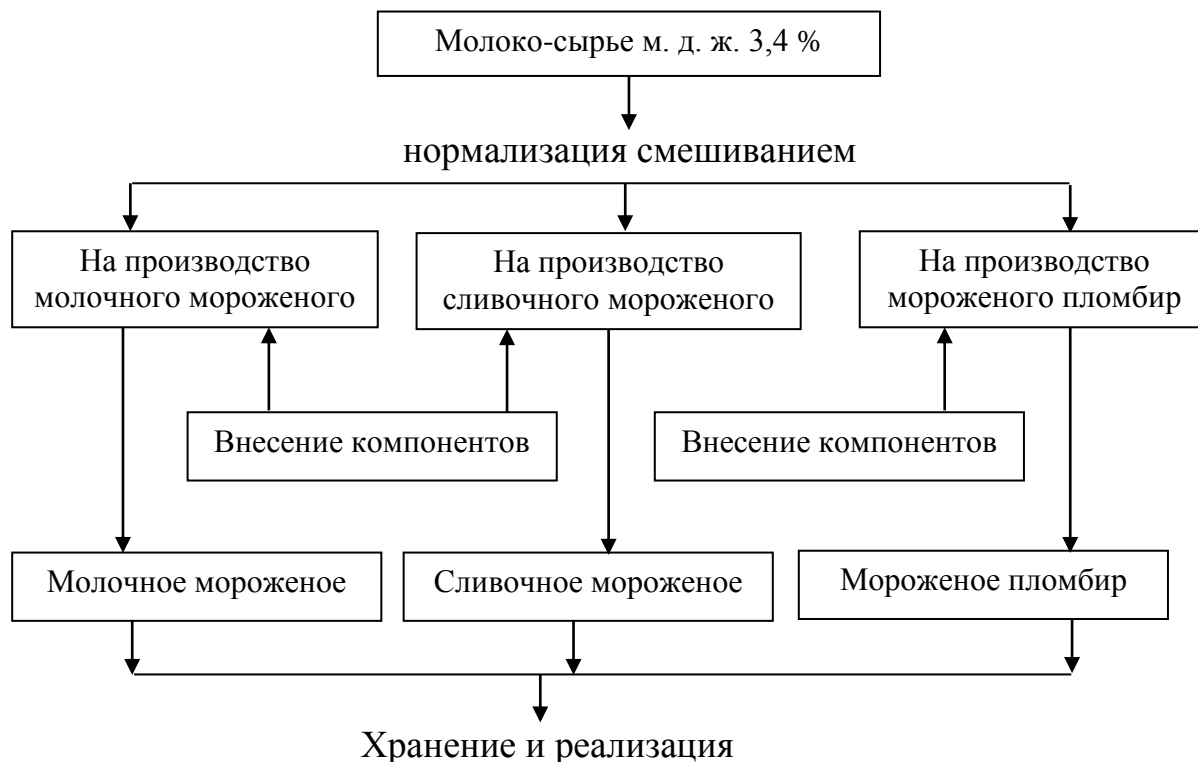 Молоко-сырье м. д. ж. 3,4 %
нормализация смешиванием
На производство
молочного мороженого
На производство
сливочного мороженого
На производство
мороженого пломбир
Внесение компонентов
Внесение компонентов
Молочное мороженое
Сливочное мороженое
Мороженое пломбир
Хранение и реализация